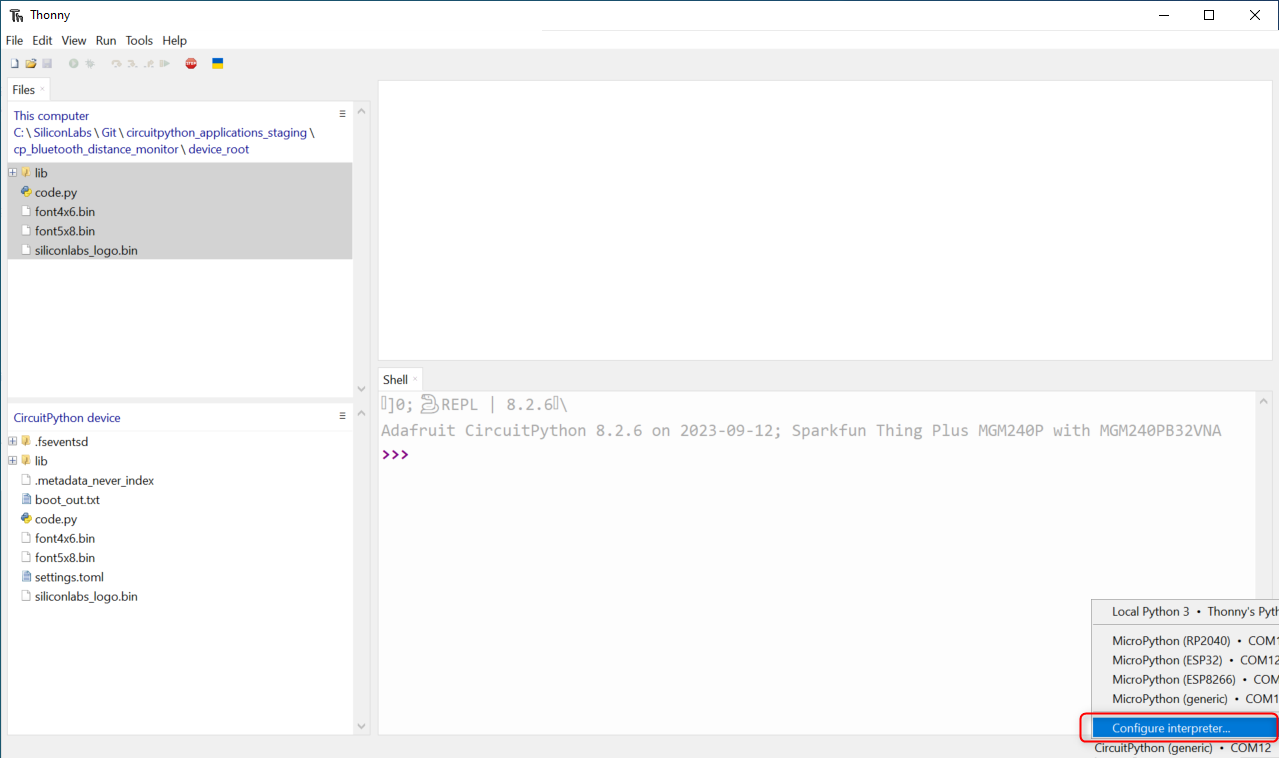 Thonny
File Edit View Run Tools Help
STOP
Files
This computer
C: \ SiliconLabs \ Git \ circuitpython_applications_staging \
cp_bluetooth_distance_monitor \ device_root
lib
code.py
font4x6.bin
font5x8.bin
siliconlabs_logo.bin
CircuitPython device
.fseventsd
lib
.metadata_never_index
boot_out.txt
code.py
font4x6.bin
font5x8.bin
settings.toml
siliconlabs_logo.bin
Shell
]0; REPL | 8.2.6 \
Adafruit CircuitPython 8.2.6 on 2023-09-12; Sparkfun Thing Plus MGM240P with MGM240PB32VNA
>>>
Local Python 3 • Thonny's Pyth
MicroPython (RP2040) • COM1
MicroPython (ESP32) • COM12
MicroPython (ESP8266) • COM
MicroPython (generic) • COM1
Configure interpreter...
CircuitPython (generic) • COM12